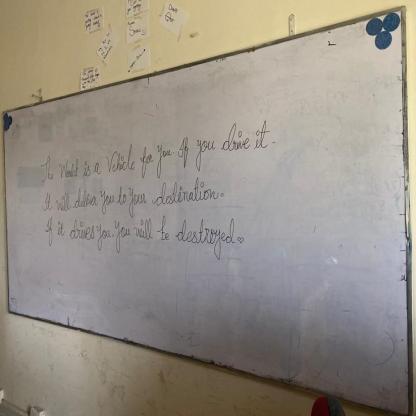 The World is a Vehicle for You. If you drive it.
It will deliver You to Your destination.
If it drives You. You will be destroyed.